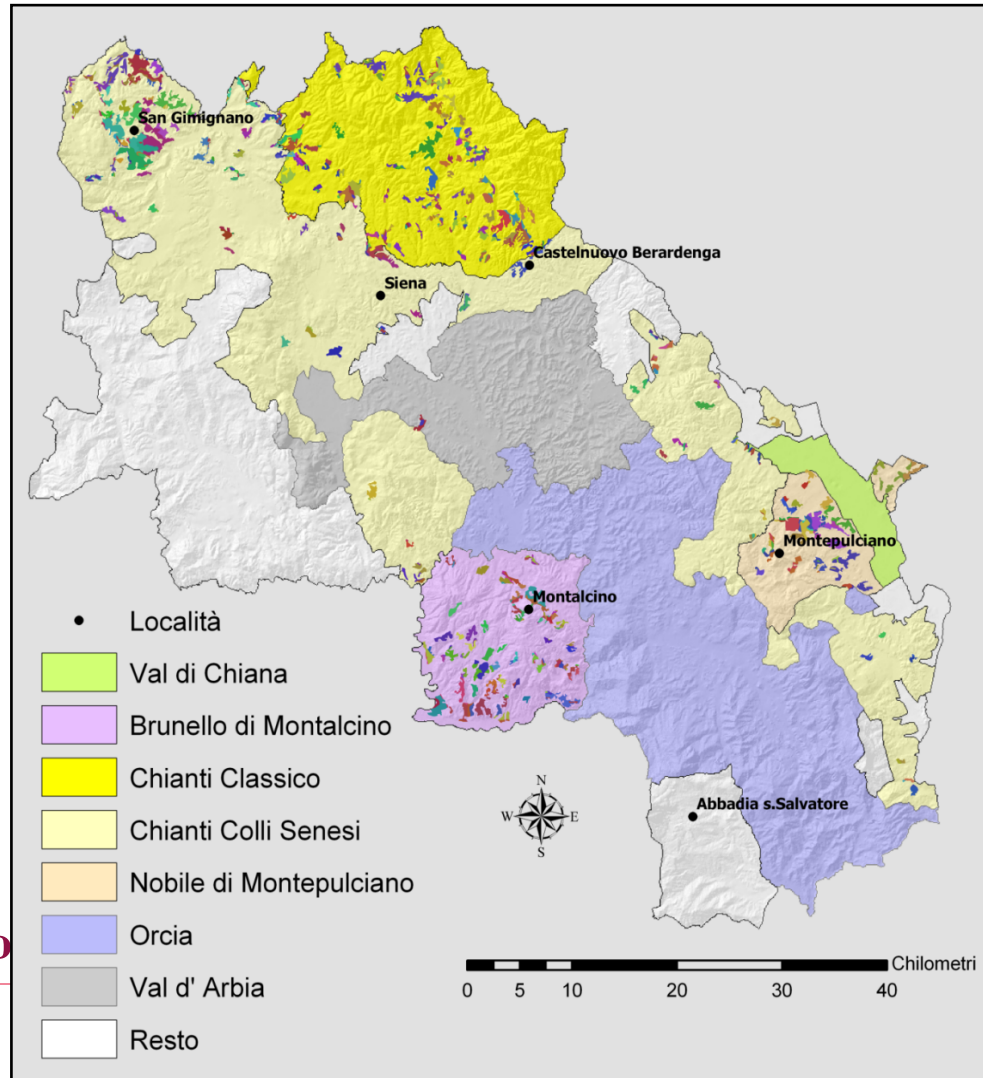 A
San Gimignano
Castelnuovo Berardenga
Siena
Montepulciano
Montalcino
Abbadia s.Salvatore
Località
Val di Chiana
Brunello di Montalcino
Chianti Classico
Chianti Colli Senesi
Nobile di Montepulciano
Orcia
Val d' Arbia
Resto
N
W E
S
Chilometri
0 5 10 20 30 40